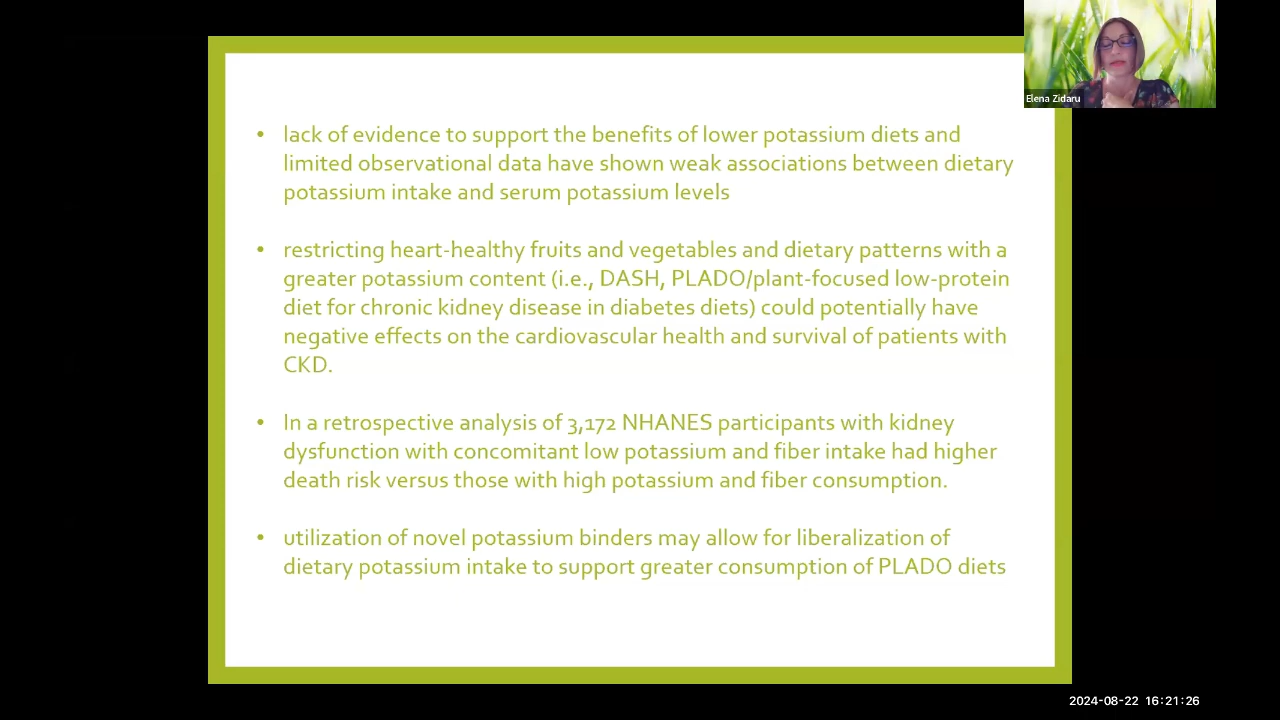 Elena Zidaru
• lack of evidence to support the benefits of lower potassium diets and
limited observational data have shown weak associations between dietary
potassium intake and serum potassium levels
• restricting heart-healthy fruits and vegetables and dietary patterns with a
greater potassium content (i.e., DASH, PLADO/plant-focused low-protein
diet for chronic kidney disease in diabetes diets) could potentially have
negative effects on the cardiovascular health and survival of patients with
CKD.
• In a retrospective analysis of 3,172 NHANES participants with kidney
dysfunction with concomitant low potassium and fiber intake had higher
death risk versus those with high potassium and fiber consumption.
• utilization of novel potassium binders may allow for liberalization of
dietary potassium intake to support greater consumption of PLADO diets
2024-08-22 16:21:26